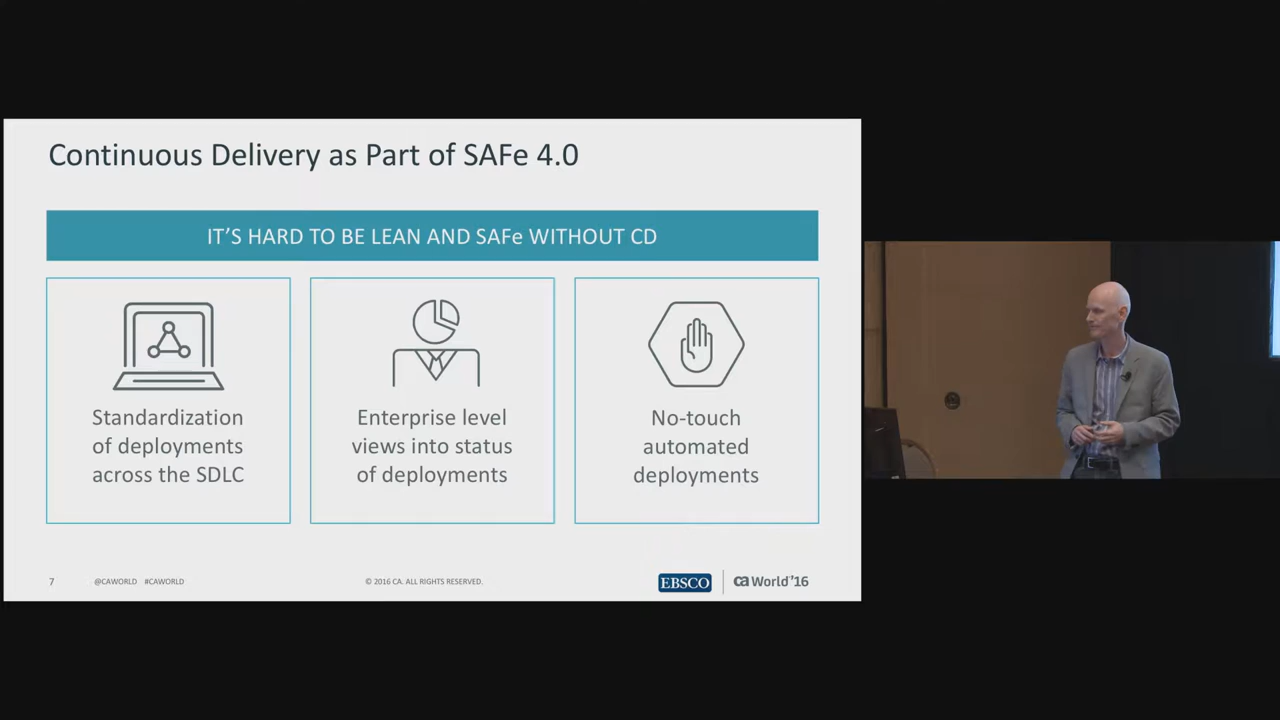 Continuous Delivery as Part of SAFe 4.0
IT'S HARD TO BE LEAN AND SAFe WITHOUT CD
Standardization
of deployments
across the SDLC
Enterprise level
views into status
of deployments
No-touch
automated
deployments
7 @CAWORLD #CAWORLD © 2016 CA. ALL RIGHTS RESERVED. EBSCO ca World '16